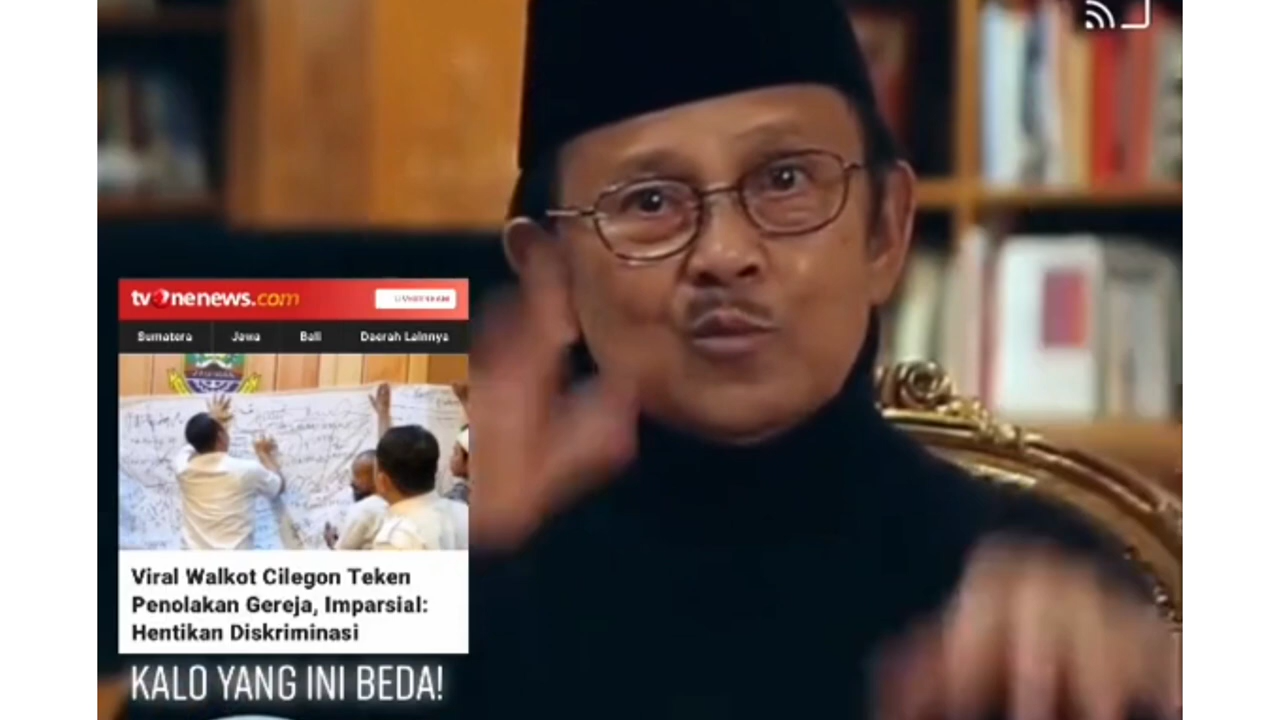 tvonenews.com
Sumatera Jawa Bali Daerah Lainnya
Viral Walkot Cilegon Teken
Penolakan Gereja, Imparsial:
Hentikan Diskriminasi
KALO YANG INI BEDA!